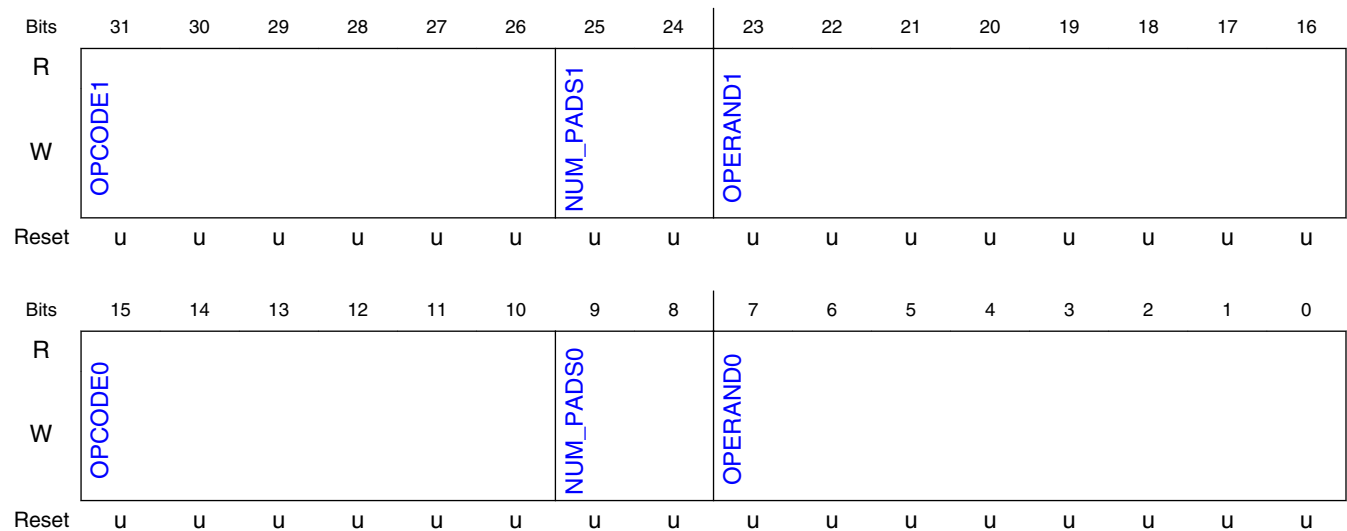 Bits 31 30 29 28 27 26 25 24 23 22 21 20 19 18 17 16
R
OPCODE1 NUM_PADS1 OPERAND1
W
Reset u u u u u u u u u u u u u u u u
Bits 15 14 13 12 11 10 9 8 7 6 5 4 3 2 1 0
R
OPCODE0 NUM_PADS0 OPERAND0
W
Reset u u u u u u u u u u u u u u u u